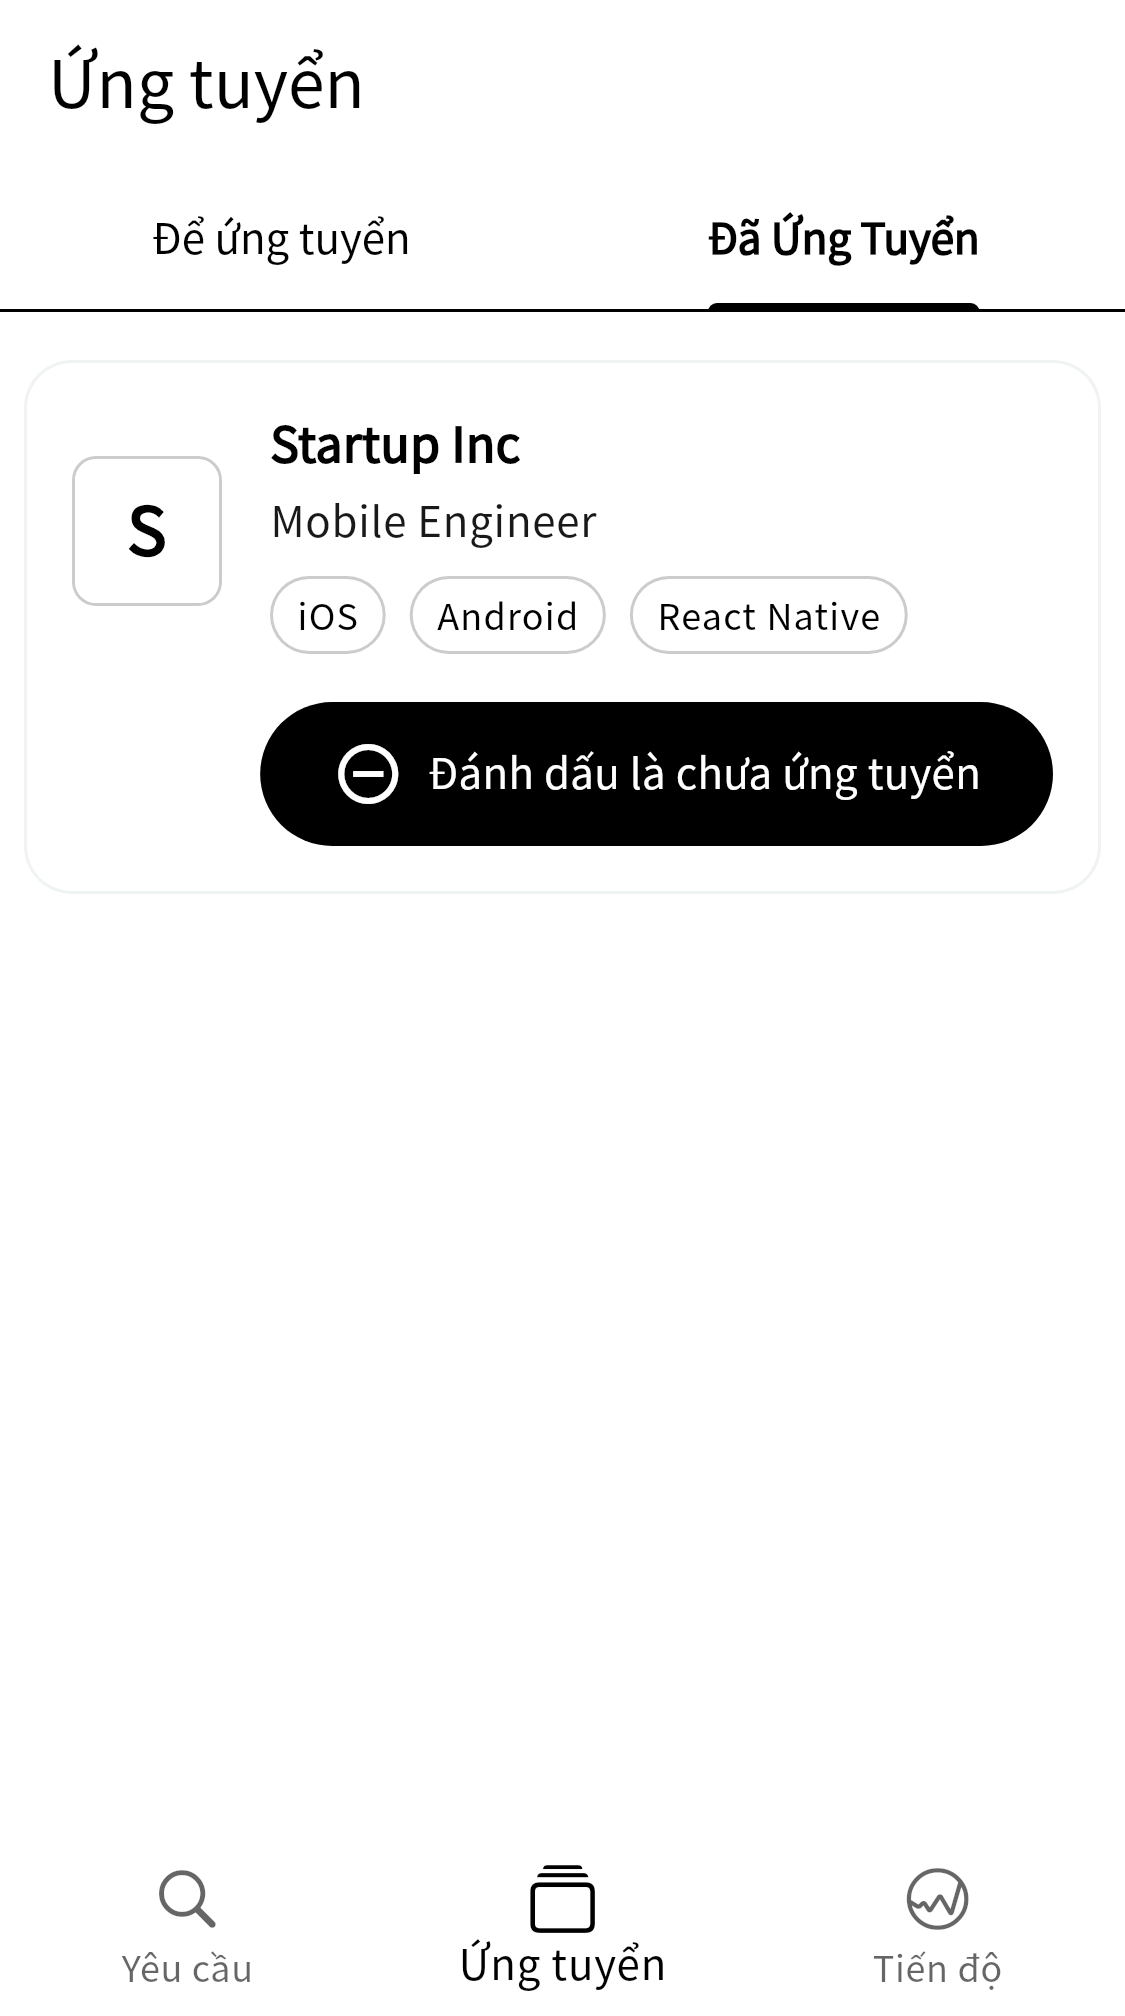 Ứng tuyển
Để ứng tuyển
Đã Ứng Tuyển
Startup Inc
S
Mobile Engineer
iOS
Android
React Native
Đánh dấu là chưa ứng tuyển
Yêu cầu
Ứng tuyển
Tiến độ